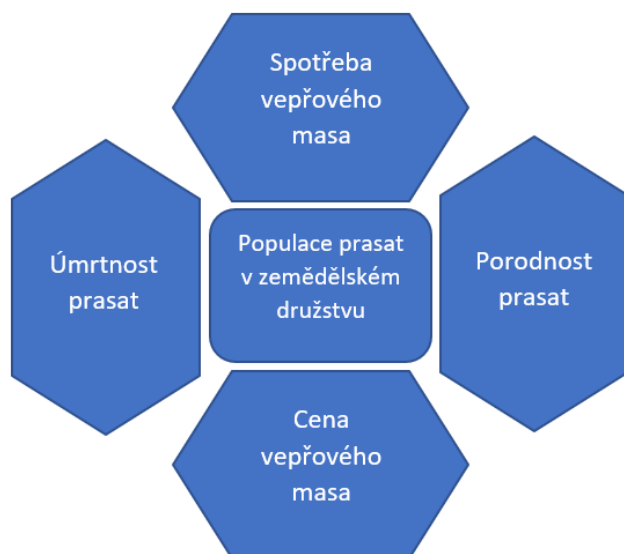 Spotřeba
vepřového
masa
Úmrtnost
prasat
Populace prasat
v zemědělském
družstvu
Porodnost
prasat
Cena
vepřového
masa